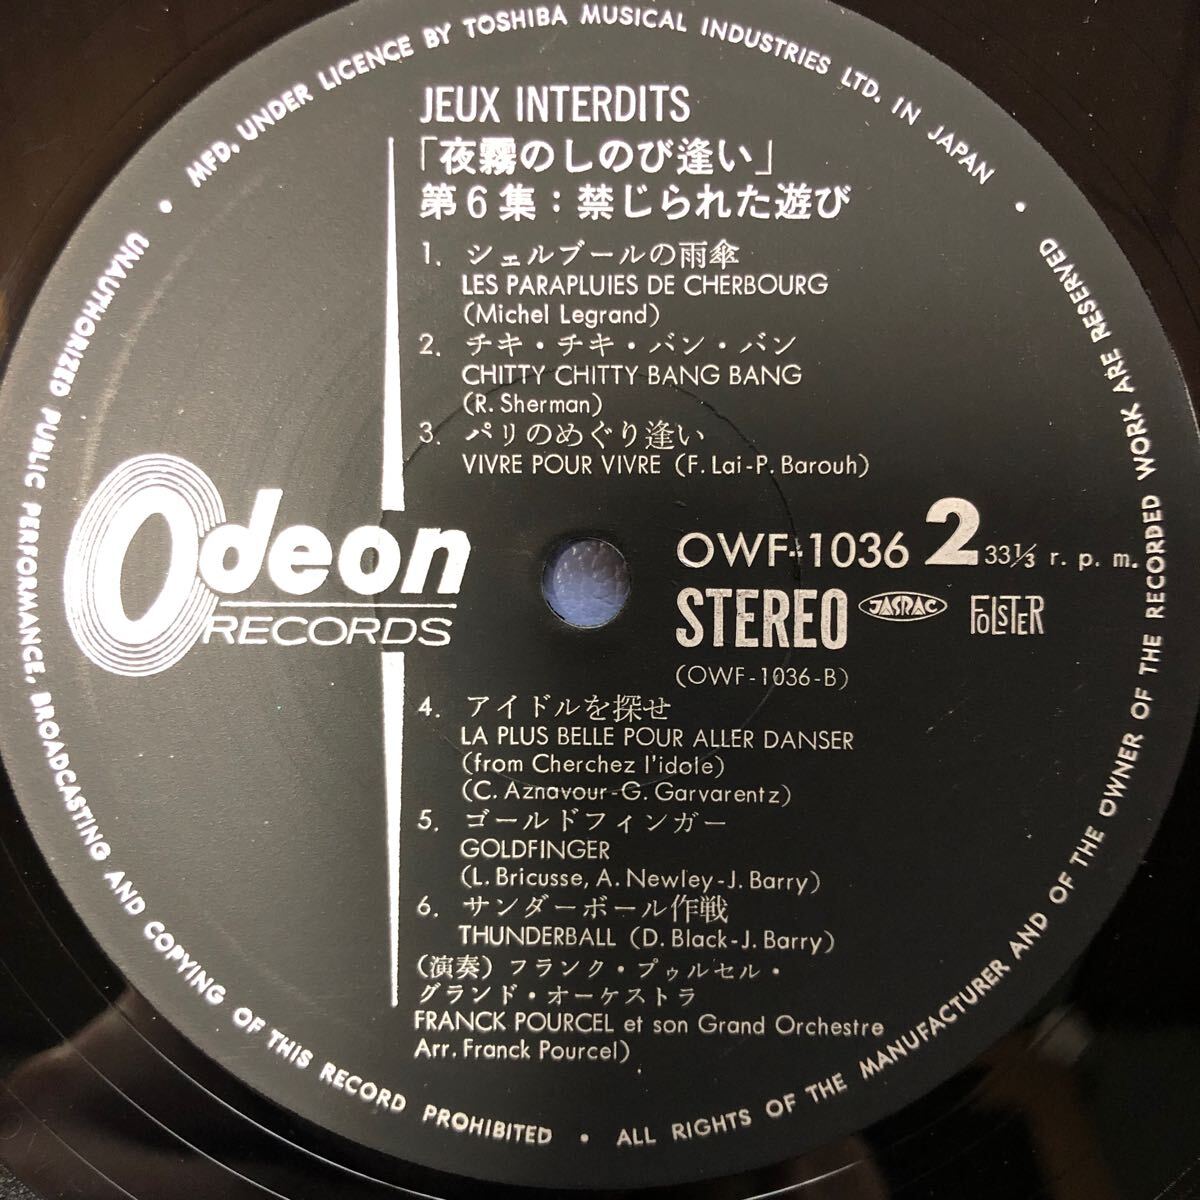 MFD. UNDER LICENCE BY TOSHIBA MUSICAL INDUSTRIES LTD. IN JAPAN
JEUX INTERDITS
「夜霧のしのび逢い」
第6集：禁じられた遊び
1. シェルブールの雨傘
LES PARAPLUIES DE CHERBOURG
(Michel Legrand)
2. チキ・チキ・バン・バン
CHITTY CHITTY BANG BANG
(R. Sherman)
3. パリのめぐり逢い
VIVRE POUR VIVRE (F. Lai-P. Barouh)
Odeon
RECORDS
OWF-1036 2 33⅓ r. p. m.
STEREO JASRAC FOLSTER
(OWF-1036-B)
4. アイドルを探せ
LA PLUS BELLE POUR ALLER DANSER
(from Cherchez l'idole)
(C. Aznavour-G. Garvarentz)
5. ゴールドフィンガー
GOLDFINGER
(L. Bricusse, A. Newley-J. Barry)
6. サンダーボール作戦
THUNDERBALL (D. Black-J. Barry)
(演奏) フランク・プゥルセル・
グランド・オーケストラ
FRANCK POURCEL et son Grand Orchestre
Arr. Franck Pourcel)
UNAUTHORIZED PUBLIC PERFORMANCE, BROADCASTING AND COPYING OF THIS RECORD PROHIBITED • ALL RIGHTS OF THE MANUFACTURER AND OF THE OWNER OF THE RECORDED WORK ARE RESERVED